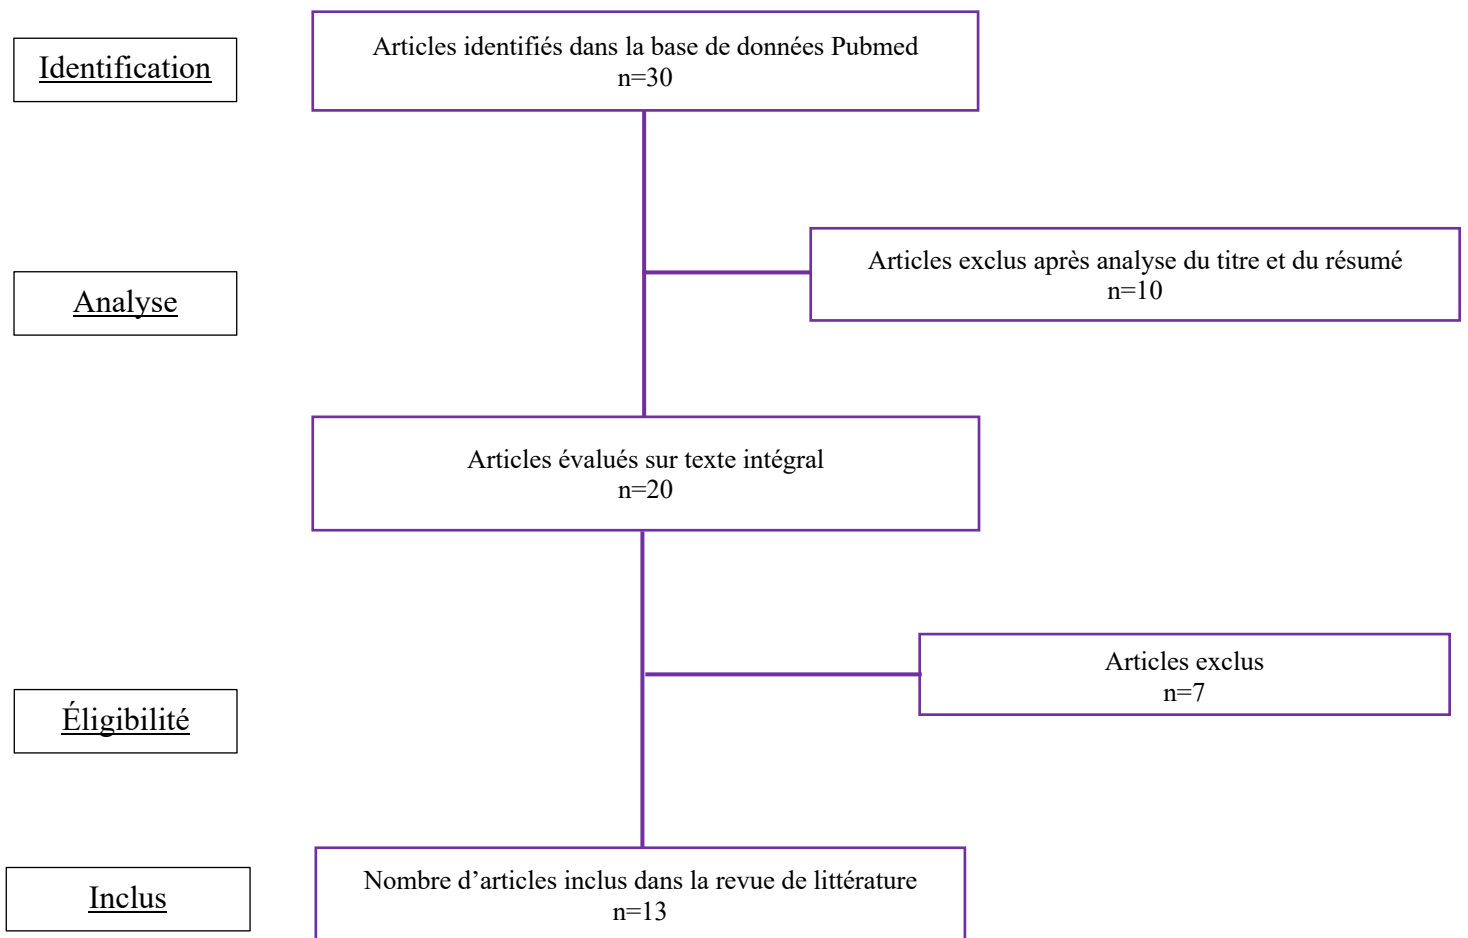 Identification
Articles identifiés dans la base de données Pubmed
n=30
Articles exclus après analyse du titre et du résumé
n=10
Analyse
Articles évalués sur texte intégral
n=20
Articles exclus
n=7
Éligibilité
Nombre d’articles inclus dans la revue de littérature
n=13
Inclus